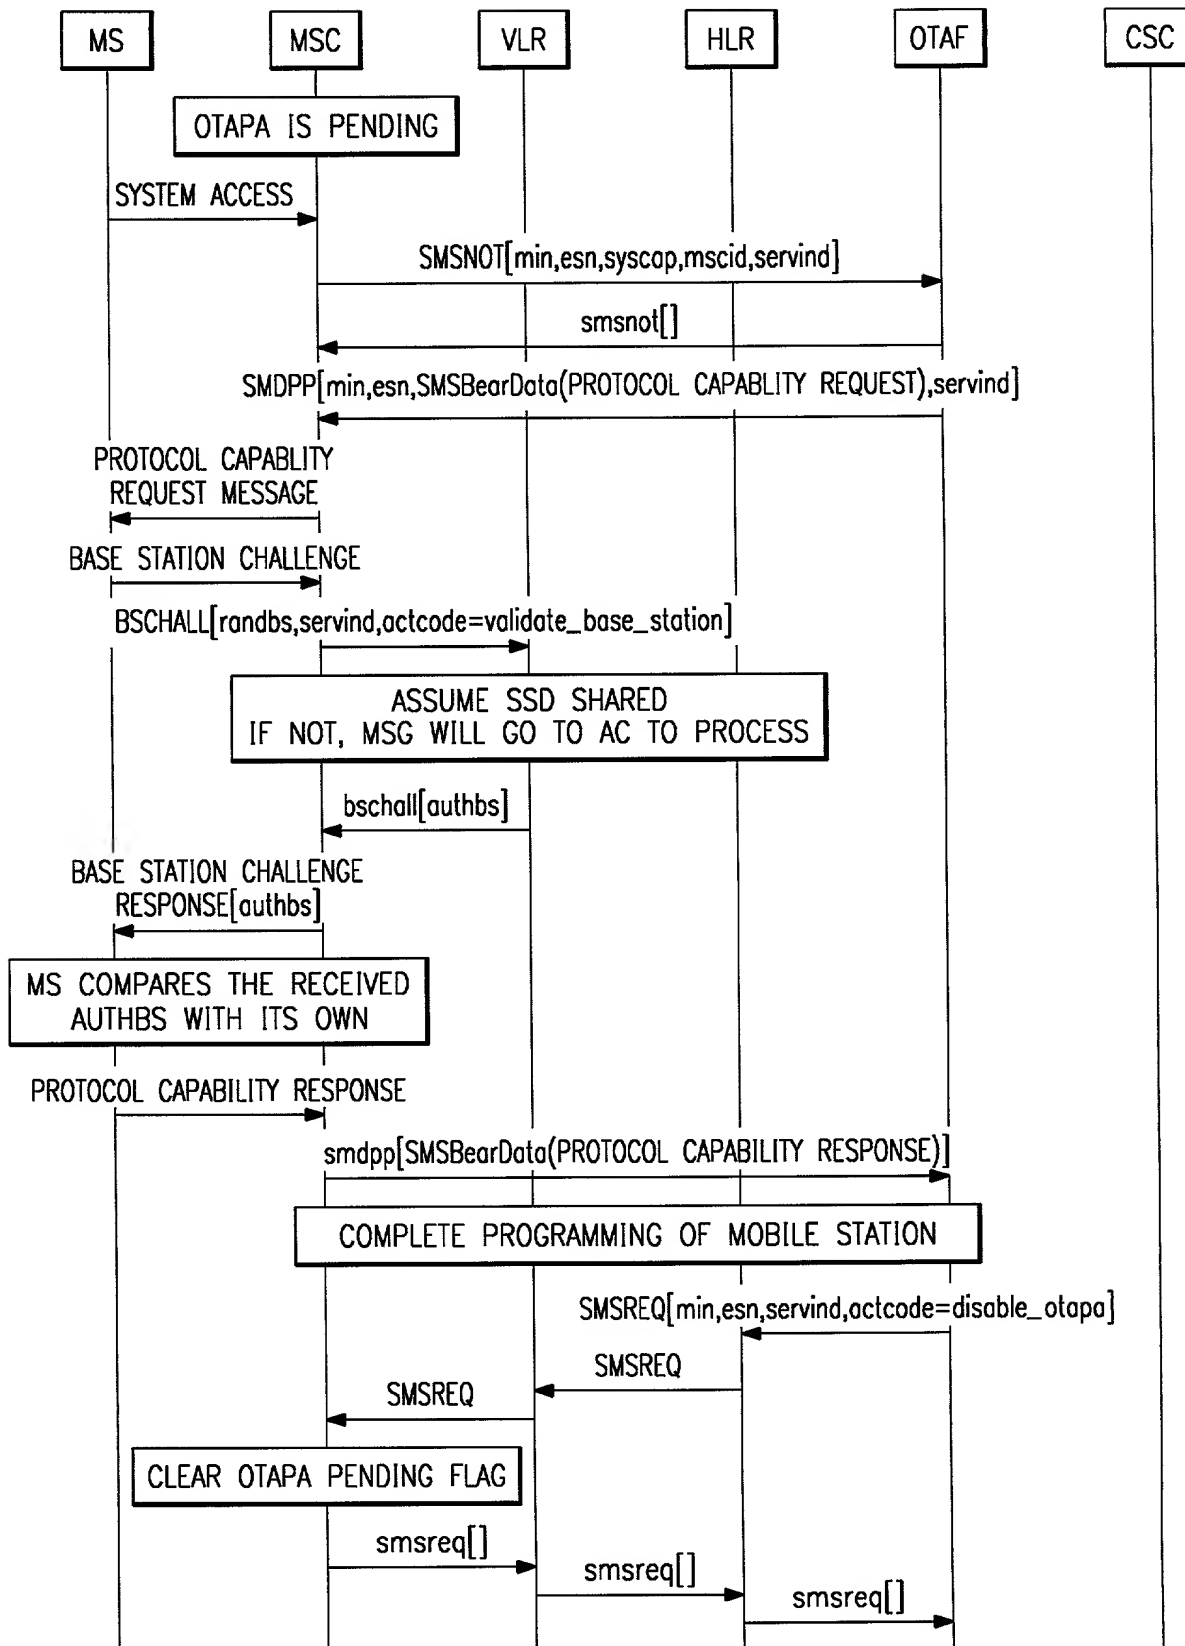 MS MSC VLR HLR OTAF CSC
OTAPA IS PENDING
SYSTEM ACCESS
SMSNOT[min,esn,syscap,mscid,servind]
smsnot[]
SMDPP[min,esn,SMSBearData(PROTOCOL CAPABLITY REQUEST),servind]
PROTOCOL CAPABLITY
REQUEST MESSAGE
BASE STATION CHALLENGE
BSCHALL[randbs,servind,actcode=validate_base_station]
ASSUME SSD SHARED
IF NOT, MSG WILL GO TO AC TO PROCESS
bschall[authbs]
BASE STATION CHALLENGE
RESPONSE[authbs]
MS COMPARES THE RECEIVED
AUTHBS WITH ITS OWN
PROTOCOL CAPABILITY RESPONSE
smdpp[SMSBearData(PROTOCOL CAPABILITY RESPONSE)]
COMPLETE PROGRAMMING OF MOBILE STATION
SMSREQ[min,esn,servind,actcode=disable_otapa]
SMSREQ
SMSREQ
CLEAR OTAPA PENDING FLAG
smsreq[]
smsreq[]
smsreq[]